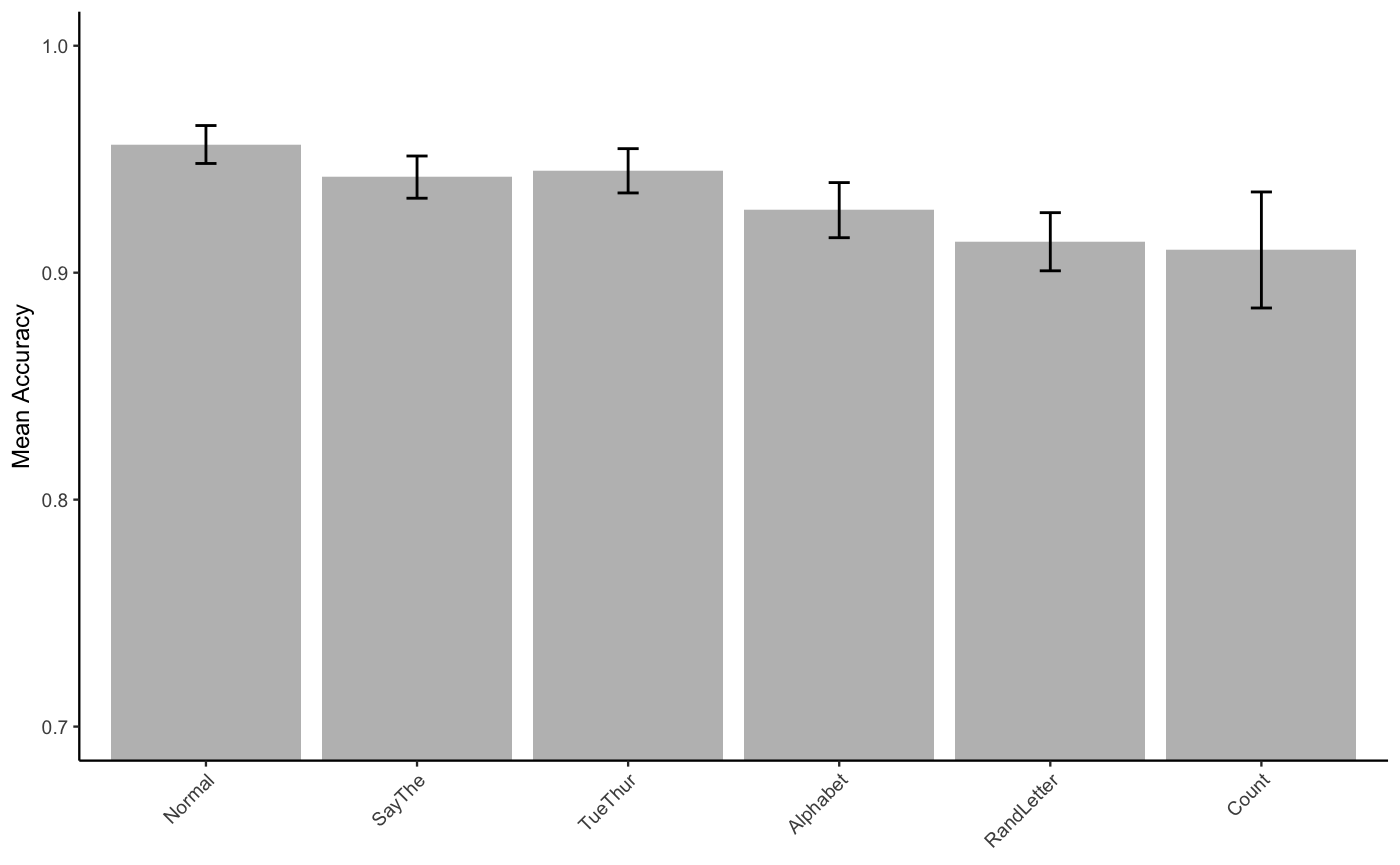 1.0
0.9
0.8
0.7
Mean Accuracy
Normal
SayThe
TueThur
Alphabet
RandLetter
Count